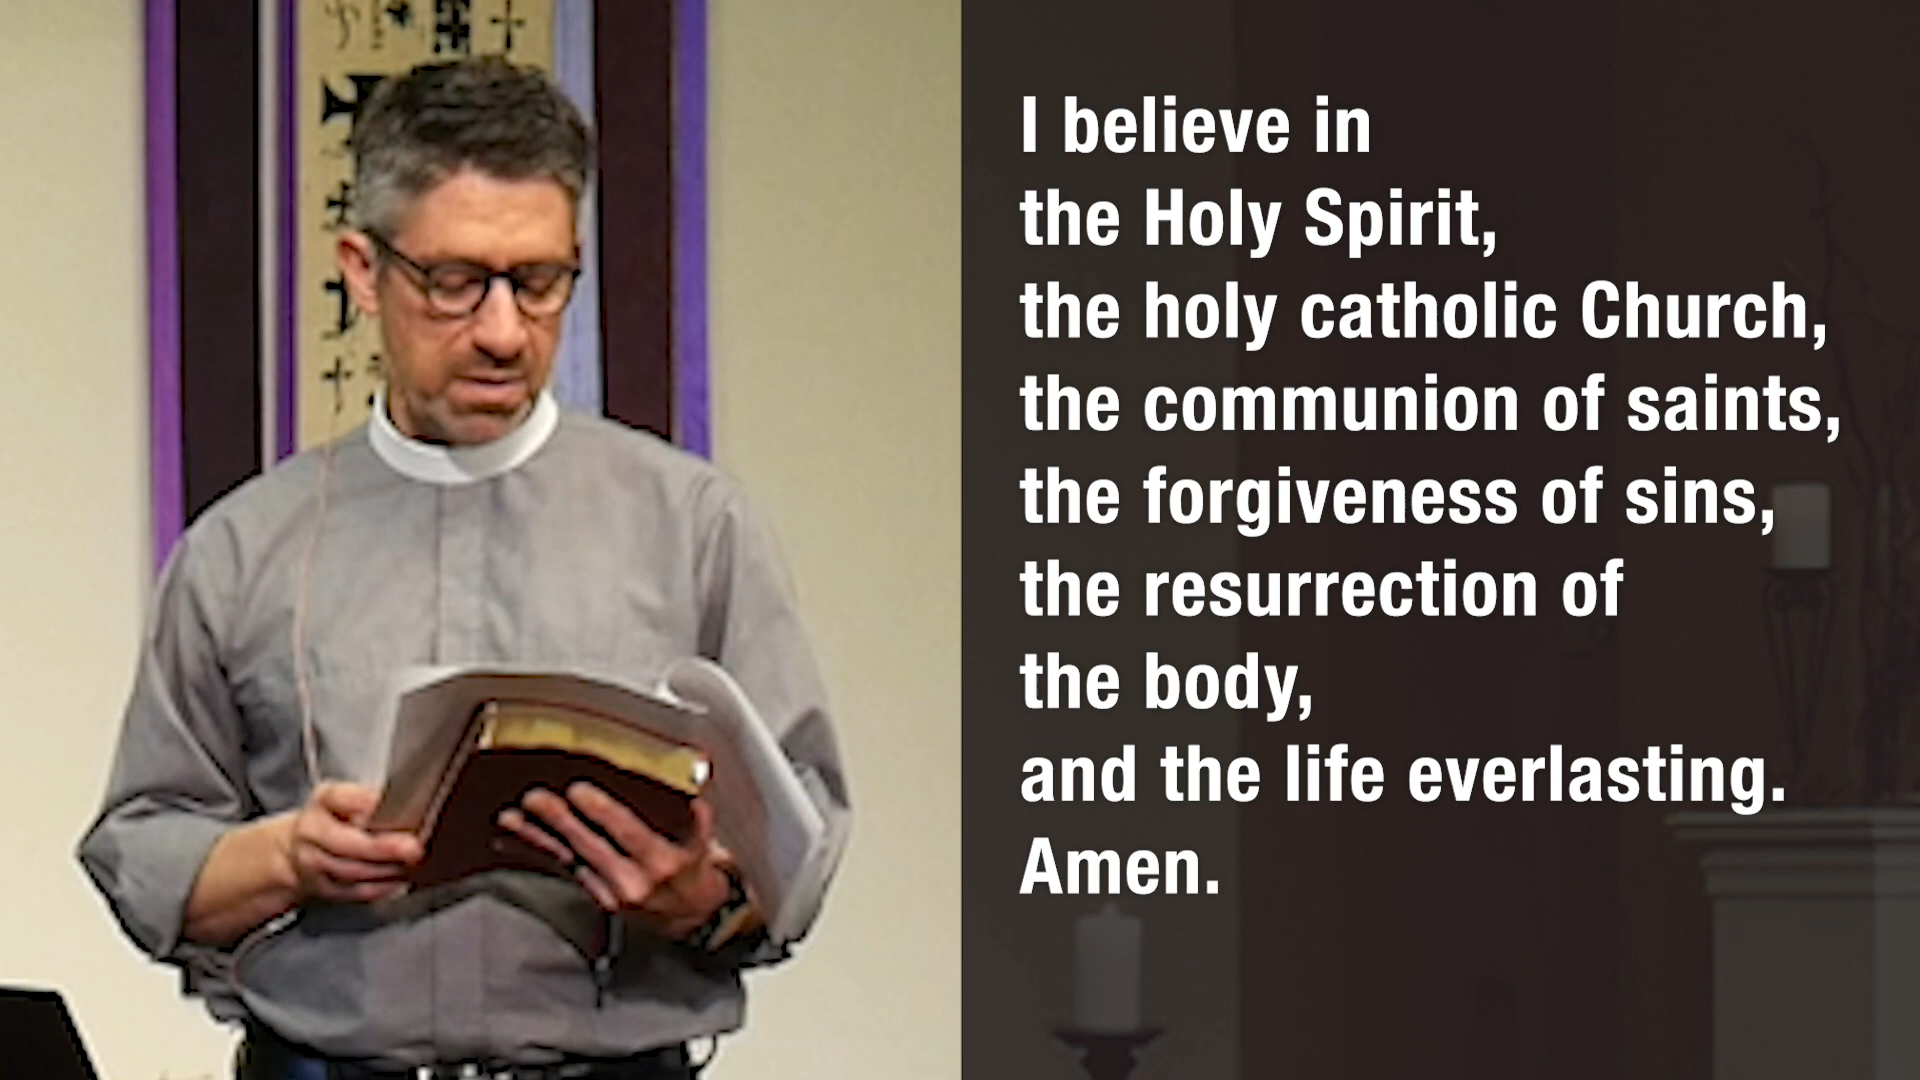 I believe in
the Holy Spirit,
the holy catholic Church,
the communion of saints,
the forgiveness of sins,
the resurrection of
the body,
and the life everlasting.
Amen.